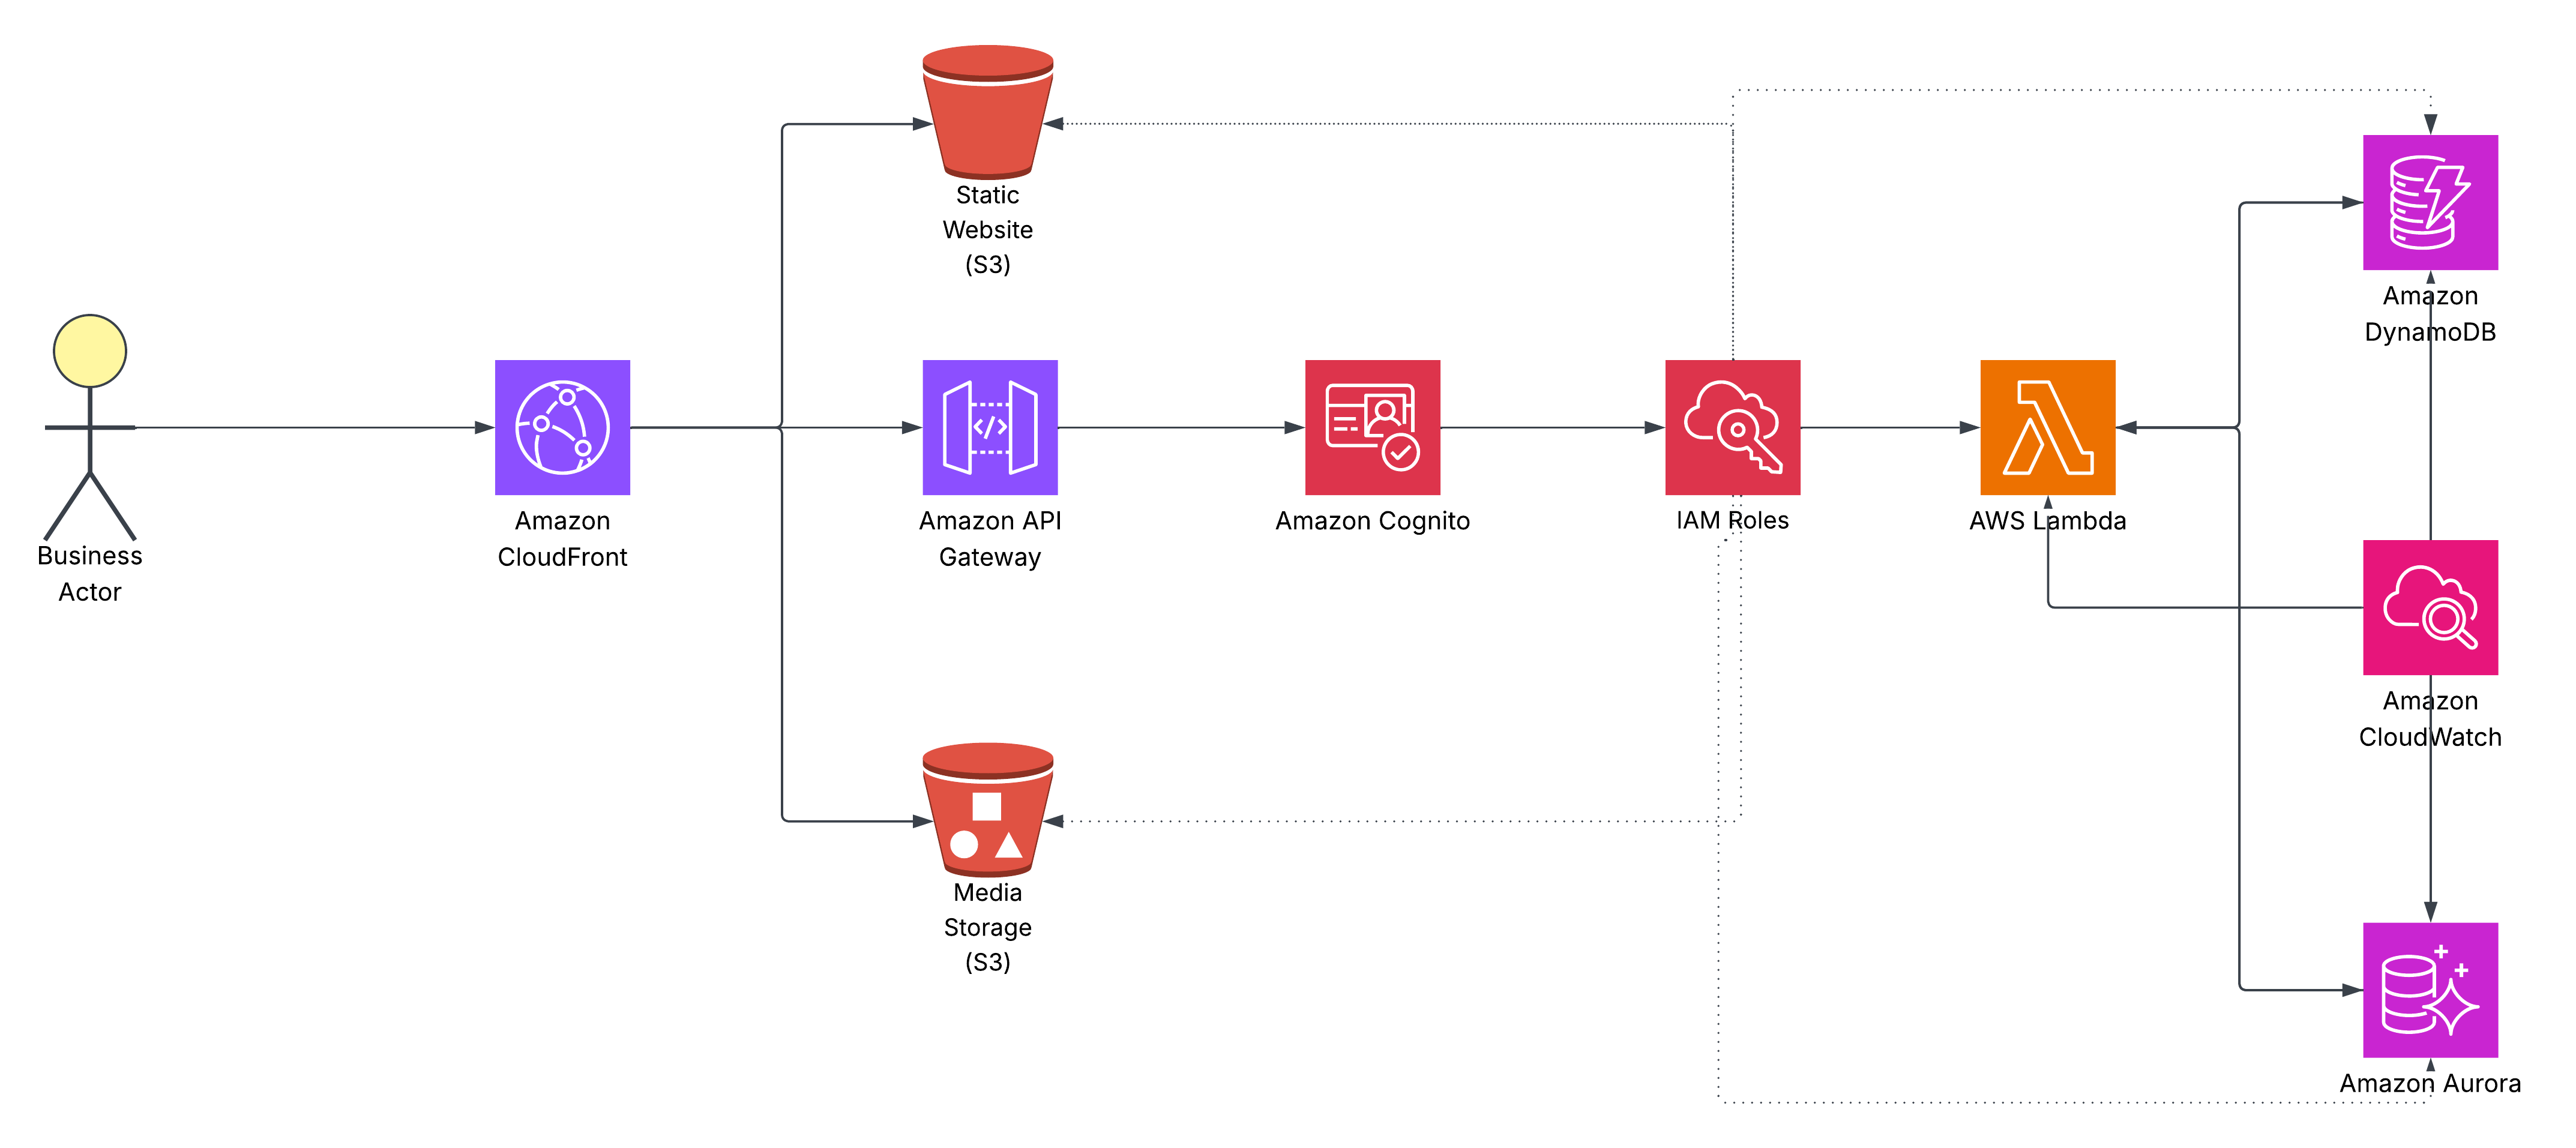 Static
Website
(S3)
Business
Actor
Amazon
CloudFront
Amazon API
Gateway
</>
Amazon Cognito
IAM Roles
AWS Lambda
Amazon
DynamoDB
Amazon
CloudWatch
Media
Storage
(S3)
Amazon Aurora